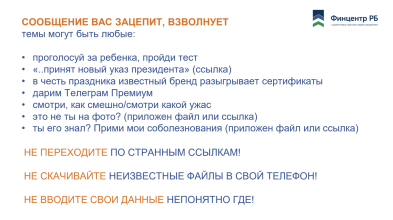 СООБЩЕНИЕ ВАС ЗАЦЕПИТ, ВЗВОЛНУЕТ
Финцентр РБ
темы могут быть любые:
• проголосуй за ребенка, пройди тест
• «..принят новый указ президента» (ссылка)
• в честь праздника известный бренд разыгрывает сертификаты
• дарим Телеграм Премиум
• смотри, как смешно/смотри какой ужас
• это не ты на фото? (приложен файл или ссылка)
• ты его знал? Прими мои соболезнования (приложен файл или ссылка)
НЕ ПЕРЕХОДИТЕ ПО СТРАННЫМ ССЫЛКАМ!
НЕ СКАЧИВАЙТЕ НЕИЗВЕСТНЫЕ ФАЙЛЫ В СВОЙ ТЕЛЕФОН!
НЕ ВВОДИТЕ СВОИ ДАННЫЕ НЕПОНЯТНО ГДЕ!